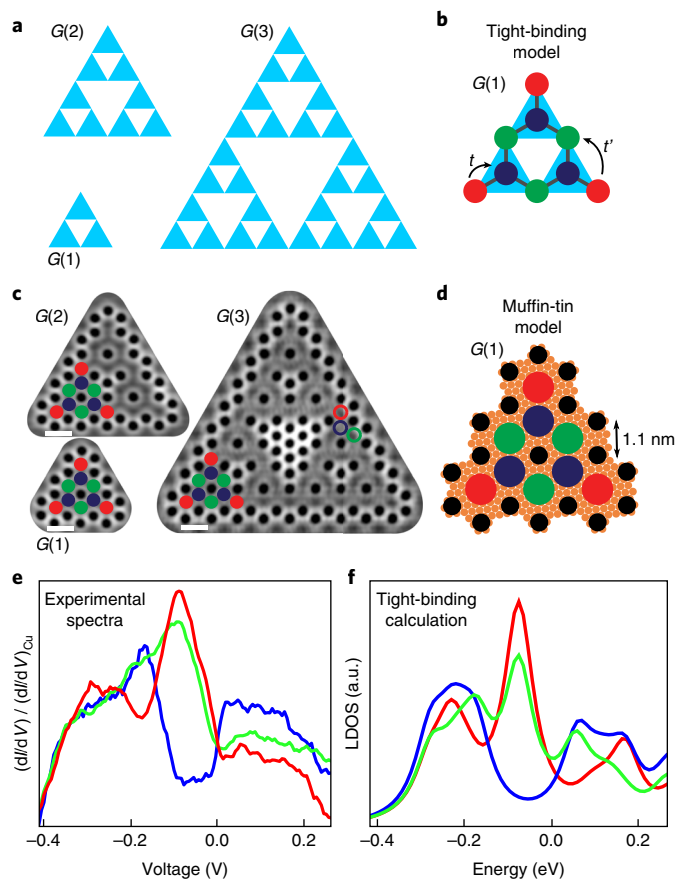 a
G(2)
G(3)
G(1)
b
Tight-binding
model
G(1)
t
t'
c
G(2)
G(3)
G(1)
d
Muffin-tin
model
G(1)
1.1 nm
e
Experimental
spectra
(dI/dV) / (dI/dV)Cu
−0.4
−0.2
0.0
0.2
Voltage (V)
f
Tight-binding
calculation
LDOS (a.u.)
−0.4
−0.2
0.0
0.2
Energy (eV)